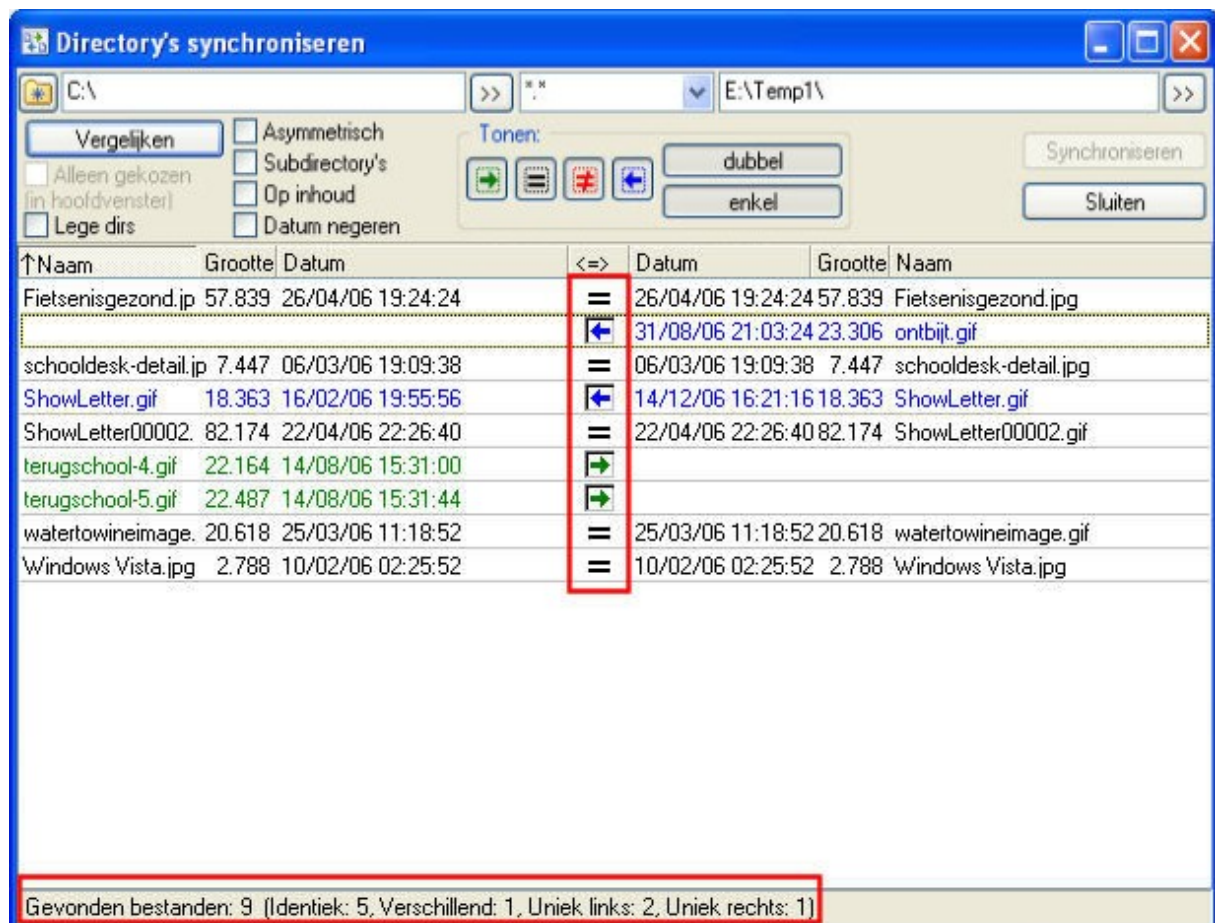 Directory's synchroniseren
C:\ >> *.* E:\Temp1\ >>
Vergelijken
Alleen gekozen
(in hoofdvenster)
Lege dirs
Asymmetrisch
Subdirectory's
Op inhoud
Datum negeren
Tonen:
dubbel
enkel
Synchroniseren
Sluiten
↑Naam Grootte Datum <=> Datum Grootte Naam
Fietsenisgezond.jp 57.839 26/04/06 19:24:24 = 26/04/06 19:24:24 57.839 Fietsenisgezond.jpg
31/08/06 21:03:24 23.306 ontbijt.gif
schooldesk-detail.jp 7.447 06/03/06 19:09:38 = 06/03/06 19:09:38 7.447 schooldesk-detail.jpg
ShowLetter.gif 18.363 16/02/06 19:55:56 14/12/06 16:21:16 18.363 ShowLetter.gif
ShowLetter00002. 82.174 22/04/06 22:26:40 = 22/04/06 22:26:40 82.174 ShowLetter00002.gif
terugschool-4.gif 22.164 14/08/06 15:31:00
terugschool-5.gif 22.487 14/08/06 15:31:44
watertowineimage. 20.618 25/03/06 11:18:52 = 25/03/06 11:18:52 20.618 watertowineimage.gif
Windows Vista.jpg 2.788 10/02/06 02:25:52 = 10/02/06 02:25:52 2.788 Windows Vista.jpg
Gevonden bestanden: 9 (Identiek: 5, Verschillend: 1, Uniek links: 2, Uniek rechts: 1)